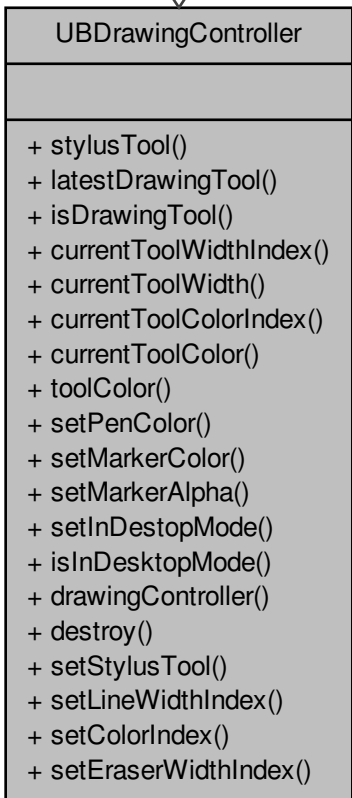 UBDrawingController
+ stylusTool()
+ latestDrawingTool()
+ isDrawingTool()
+ currentToolWidthIndex()
+ currentToolWidth()
+ currentToolColorIndex()
+ currentToolColor()
+ toolColor()
+ setPenColor()
+ setMarkerColor()
+ setMarkerAlpha()
+ setInDestopMode()
+ isInDesktopMode()
+ drawingController()
+ destroy()
+ setStylusTool()
+ setLineWidthIndex()
+ setColorIndex()
+ setEraserWidthIndex()